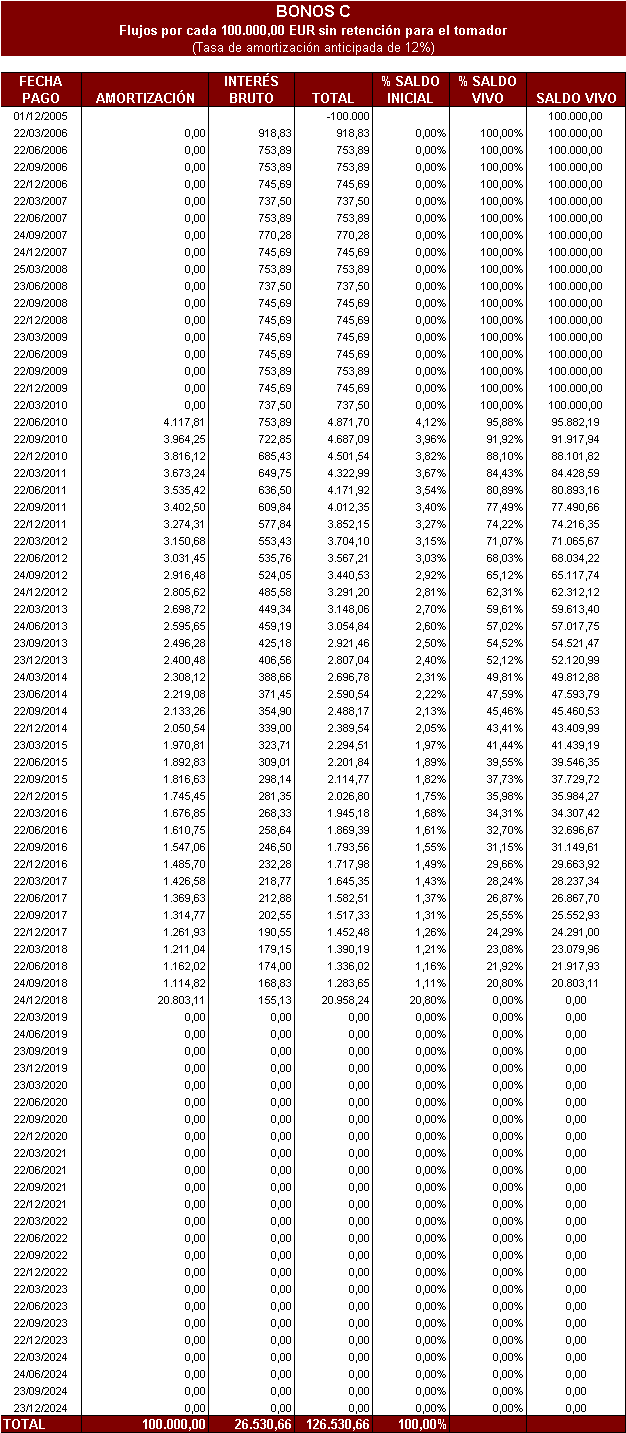 BONOS C
Flujos por cada 100.000,00 EUR sin retención para el tomador
(Tasa de amortización anticipada de 12%)
FECHA PAGO AMORTIZACIÓN INTERÉS BRUTO TOTAL % SALDO INICIAL % SALDO VIVO SALDO VIVO
01/12/2005 -100.000 100.000,00
22/03/2006 0,00 918,83 918,83 0,00% 100,00% 100.000,00
22/06/2006 0,00 753,89 753,89 0,00% 100,00% 100.000,00
22/09/2006 0,00 753,89 753,89 0,00% 100,00% 100.000,00
22/12/2006 0,00 745,69 745,69 0,00% 100,00% 100.000,00
22/03/2007 0,00 737,50 737,50 0,00% 100,00% 100.000,00
22/06/2007 0,00 753,89 753,89 0,00% 100,00% 100.000,00
24/09/2007 0,00 770,28 770,28 0,00% 100,00% 100.000,00
24/12/2007 0,00 745,69 745,69 0,00% 100,00% 100.000,00
25/03/2008 0,00 753,89 753,89 0,00% 100,00% 100.000,00
23/06/2008 0,00 737,50 737,50 0,00% 100,00% 100.000,00
22/09/2008 0,00 745,69 745,69 0,00% 100,00% 100.000,00
22/12/2008 0,00 745,69 745,69 0,00% 100,00% 100.000,00
23/03/2009 0,00 745,69 745,69 0,00% 100,00% 100.000,00
22/06/2009 0,00 745,69 745,69 0,00% 100,00% 100.000,00
22/09/2009 0,00 753,89 753,89 0,00% 100,00% 100.000,00
22/12/2009 0,00 745,69 745,69 0,00% 100,00% 100.000,00
22/03/2010 0,00 737,50 737,50 0,00% 100,00% 100.000,00
22/06/2010 4.117,81 753,89 4.871,70 4,12% 95,88% 95.882,19
22/09/2010 3.964,25 722,85 4.687,09 3,96% 91,92% 91.917,94
22/12/2010 3.816,12 685,43 4.501,54 3,82% 88,10% 88.101,82
22/03/2011 3.673,24 649,75 4.322,99 3,67% 84,43% 84.428,59
22/06/2011 3.535,42 636,50 4.171,92 3,54% 80,89% 80.893,16
22/09/2011 3.402,50 609,84 4.012,35 3,40% 77,49% 77.490,66
22/12/2011 3.274,31 577,84 3.852,15 3,27% 74,22% 74.216,35
22/03/2012 3.150,68 553,43 3.704,10 3,15% 71,07% 71.065,67
22/06/2012 3.031,45 535,76 3.567,21 3,03% 68,03% 68.034,22
24/09/2012 2.916,48 524,05 3.440,53 2,92% 65,12% 65.117,74
24/12/2012 2.805,62 485,58 3.291,20 2,81% 62,31% 62.312,12
22/03/2013 2.698,72 449,34 3.148,06 2,70% 59,61% 59.613,40
24/06/2013 2.595,65 459,19 3.054,84 2,60% 57,02% 57.017,75
23/09/2013 2.496,28 425,18 2.921,46 2,50% 54,52% 54.521,47
23/12/2013 2.400,48 406,56 2.807,04 2,40% 52,12% 52.120,99
24/03/2014 2.308,12 388,66 2.696,78 2,31% 49,81% 49.812,88
23/06/2014 2.219,08 371,45 2.590,54 2,22% 47,59% 47.593,79
22/09/2014 2.133,26 354,90 2.488,17 2,13% 45,46% 45.460,53
22/12/2014 2.050,54 339,00 2.389,54 2,05% 43,41% 43.409,99
23/03/2015 1.970,81 323,71 2.294,51 1,97% 41,44% 41.439,19
22/06/2015 1.892,83 309,01 2.201,84 1,89% 39,55% 39.546,35
22/09/2015 1.816,63 298,14 2.114,77 1,82% 37,73% 37.729,72
22/12/2015 1.745,45 281,35 2.026,80 1,75% 35,98% 35.984,27
22/03/2016 1.676,85 268,33 1.945,18 1,68% 34,31% 34.307,42
22/06/2016 1.610,75 258,64 1.869,39 1,61% 32,70% 32.696,67
22/09/2016 1.547,06 246,50 1.793,56 1,55% 31,15% 31.149,61
22/12/2016 1.485,70 232,28 1.717,98 1,49% 29,66% 29.663,92
22/03/2017 1.426,58 218,77 1.645,35 1,43% 28,24% 28.237,34
22/06/2017 1.369,63 212,88 1.582,51 1,37% 26,87% 26.867,70
22/09/2017 1.314,77 202,55 1.517,33 1,31% 25,55% 25.552,93
22/12/2017 1.261,93 190,55 1.452,48 1,26% 24,29% 24.291,00
22/03/2018 1.211,04 179,15 1.390,19 1,21% 23,08% 23.079,96
22/06/2018 1.162,02 174,00 1.336,02 1,16% 21,92% 21.917,93
24/09/2018 1.114,82 168,83 1.283,65 1,11% 20,80% 20.803,11
24/12/2018 20.803,11 155,13 20.958,24 20,80% 0,00% 0,00
22/03/2019 0,00 0,00 0,00 0,00% 0,00% 0,00
24/06/2019 0,00 0,00 0,00 0,00% 0,00% 0,00
23/09/2019 0,00 0,00 0,00 0,00% 0,00% 0,00
23/12/2019 0,00 0,00 0,00 0,00% 0,00% 0,00
23/03/2020 0,00 0,00 0,00 0,00% 0,00% 0,00
22/06/2020 0,00 0,00 0,00 0,00% 0,00% 0,00
22/09/2020 0,00 0,00 0,00 0,00% 0,00% 0,00
22/12/2020 0,00 0,00 0,00 0,00% 0,00% 0,00
22/03/2021 0,00 0,00 0,00 0,00% 0,00% 0,00
22/06/2021 0,00 0,00 0,00 0,00% 0,00% 0,00
22/09/2021 0,00 0,00 0,00 0,00% 0,00% 0,00
22/12/2021 0,00 0,00 0,00 0,00% 0,00% 0,00
22/03/2022 0,00 0,00 0,00 0,00% 0,00% 0,00
22/06/2022 0,00 0,00 0,00 0,00% 0,00% 0,00
22/09/2022 0,00 0,00 0,00 0,00% 0,00% 0,00
22/12/2022 0,00 0,00 0,00 0,00% 0,00% 0,00
22/03/2023 0,00 0,00 0,00 0,00% 0,00% 0,00
22/06/2023 0,00 0,00 0,00 0,00% 0,00% 0,00
22/09/2023 0,00 0,00 0,00 0,00% 0,00% 0,00
22/12/2023 0,00 0,00 0,00 0,00% 0,00% 0,00
22/03/2024 0,00 0,00 0,00 0,00% 0,00% 0,00
24/06/2024 0,00 0,00 0,00 0,00% 0,00% 0,00
23/09/2024 0,00 0,00 0,00 0,00% 0,00% 0,00
23/12/2024 0,00 0,00 0,00 0,00% 0,00% 0,00
TOTAL 100.000,00 26.530,66 126.530,66 100,00%